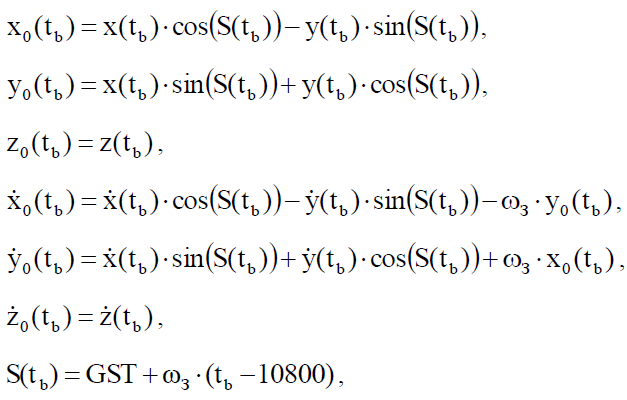 x₀(t_b) = x(t_b)·cos(S(t_b)) − y(t_b)·sin(S(t_b)),
y₀(t_b) = x(t_b)·sin(S(t_b)) + y(t_b)·cos(S(t_b)),
z₀(t_b) = z(t_b),
ẋ₀(t_b) = ẋ(t_b)·cos(S(t_b)) − ẏ(t_b)·sin(S(t_b)) − ω₃·y₀(t_b),
ẏ₀(t_b) = ẋ(t_b)·sin(S(t_b)) + ẏ(t_b)·cos(S(t_b)) + ω₃·x₀(t_b),
ż₀(t_b) = ż(t_b),
S(t_b) = GST + ω₃·(t_b − 10800),